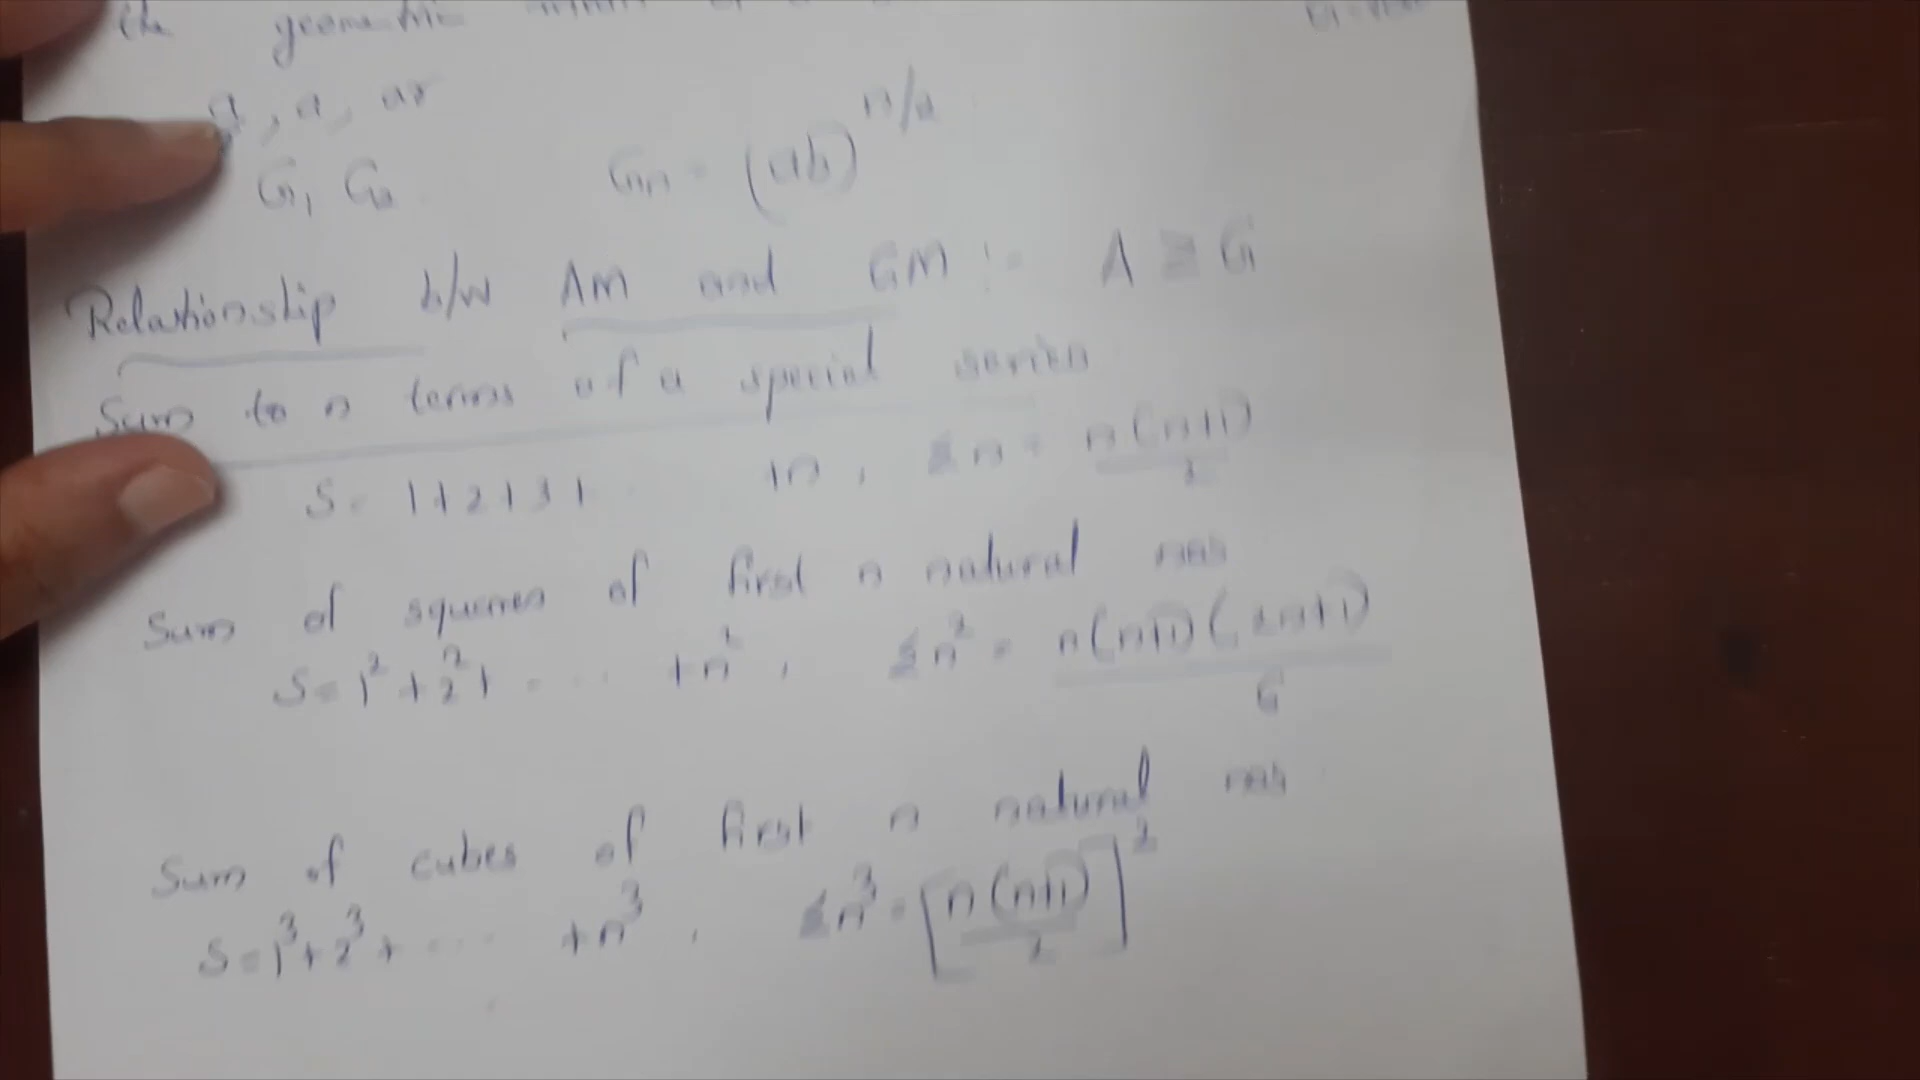 the geometric
a/r, a, ar
G₁ G₂ Gn = (ab)^n/2
Relationship b/w AM and GM :- A ≥ G
Sum to n terms of a special series
S = 1+2+3+ +n, Σn = n(n+1)/2
Sum of squares of first n natural nos
S = 1²+2²+ ... +n², Σn² = n(n+1)(2n+1)/6
Sum of cubes of first n natural nos
S = 1³+2³+ ... +n³, Σn³ = [n(n+1)/2]²